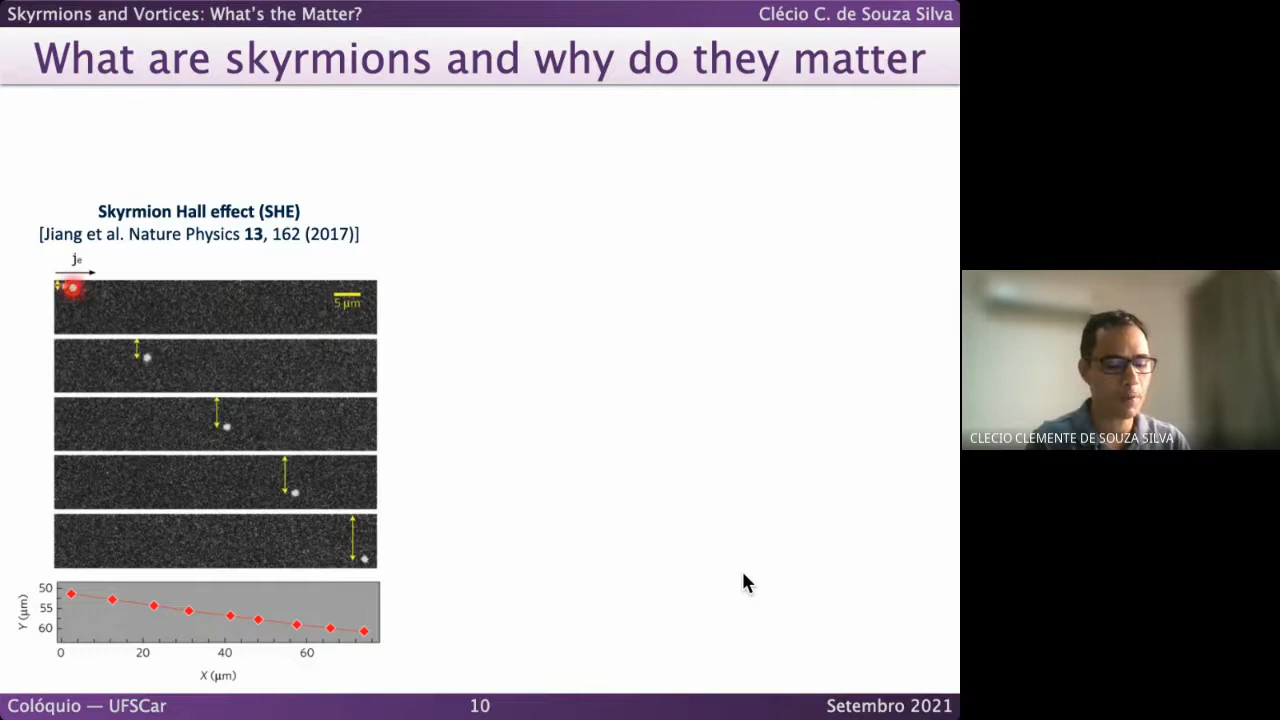 Skyrmions and Vortices: What's the Matter?
Clécio C. de Souza Silva
What are skyrmions and why do they matter
Skyrmion Hall effect (SHE)
[Jiang et al. Nature Physics 13, 162 (2017)]
je
5 μm
50
55
60
Y (μm)
0 20 40 60
X (μm)
CLECIO CLEMENTE DE SOUZA SILVA
Colóquio — UFSCar
10
Setembro 2021